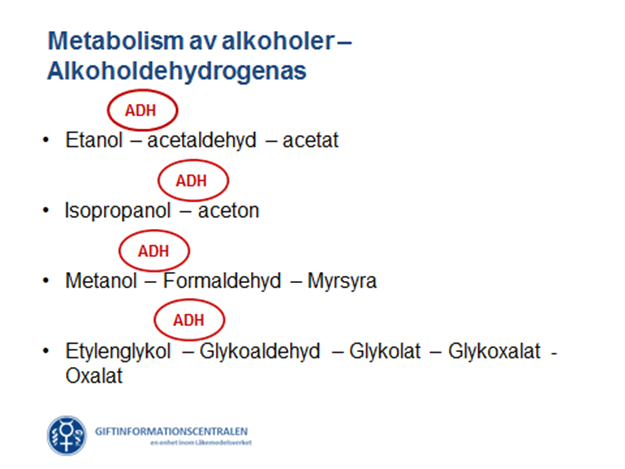 Metabolism av alkoholer –
Alkoholdehydrogenas
ADH
• Etanol – acetaldehyd – acetat
ADH
• Isopropanol – aceton
ADH
• Metanol – Formaldehyd – Myrsyra
ADH
• Etylenglykol – Glykoaldehyd – Glykolat – Glykoxalat -
Oxalat
GIFTINFORMATIONSCENTRALEN
en enhet inom Läkemedelsverket